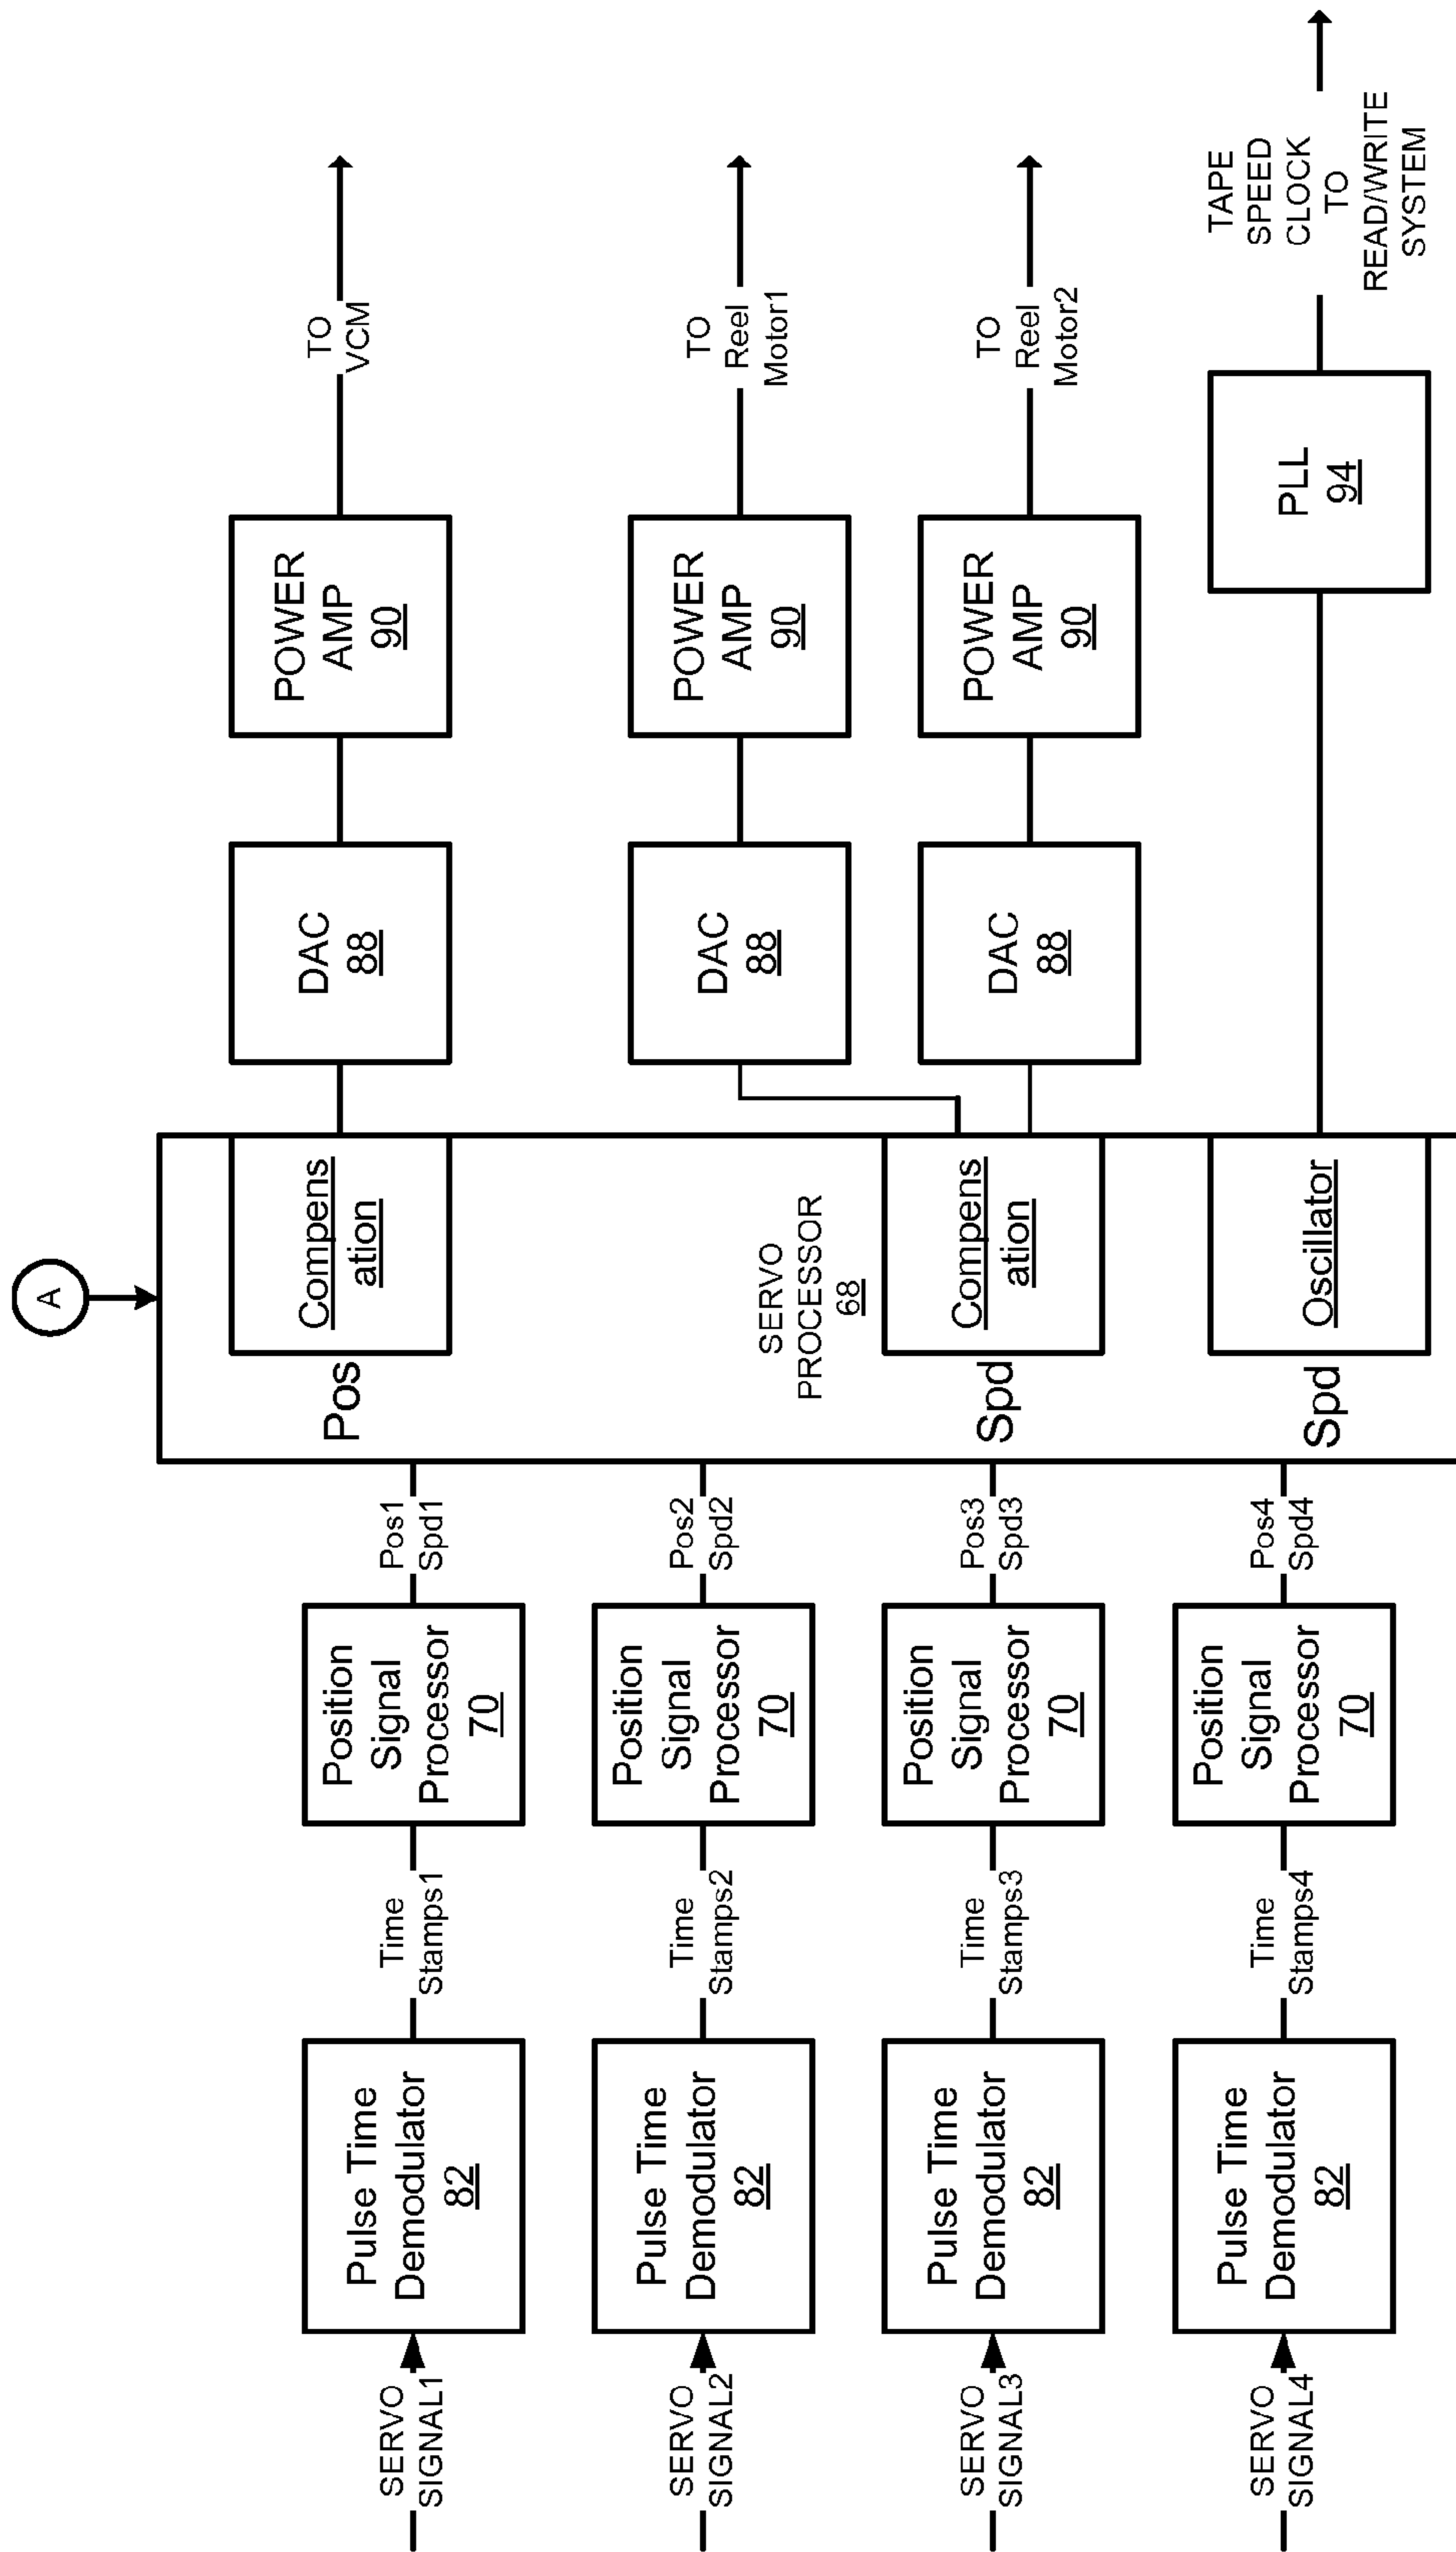 A
SERVO
SIGNAL1
Pulse Time
Demodulator
82
Time
Stamps1
Position
Signal
Processor
70
Pos1
Spd1
SERVO
SIGNAL2
Pulse Time
Demodulator
82
Time
Stamps2
Position
Signal
Processor
70
Pos2
Spd2
SERVO
SIGNAL3
Pulse Time
Demodulator
82
Time
Stamps3
Position
Signal
Processor
70
Pos3
Spd3
SERVO
SIGNAL4
Pulse Time
Demodulator
82
Time
Stamps4
Position
Signal
Processor
70
Pos4
Spd4
SERVO
PROCESSOR
68
Pos
Compens
ation
DAC
88
POWER
AMP
90
TO
VCM
Spd
Compens
ation
DAC
88
POWER
AMP
90
TO
Reel
Motor1
DAC
88
POWER
AMP
90
TO
Reel
Motor2
Spd
Oscillator
PLL
94
TAPE
SPEED
CLOCK
TO
READ/WRITE
SYSTEM